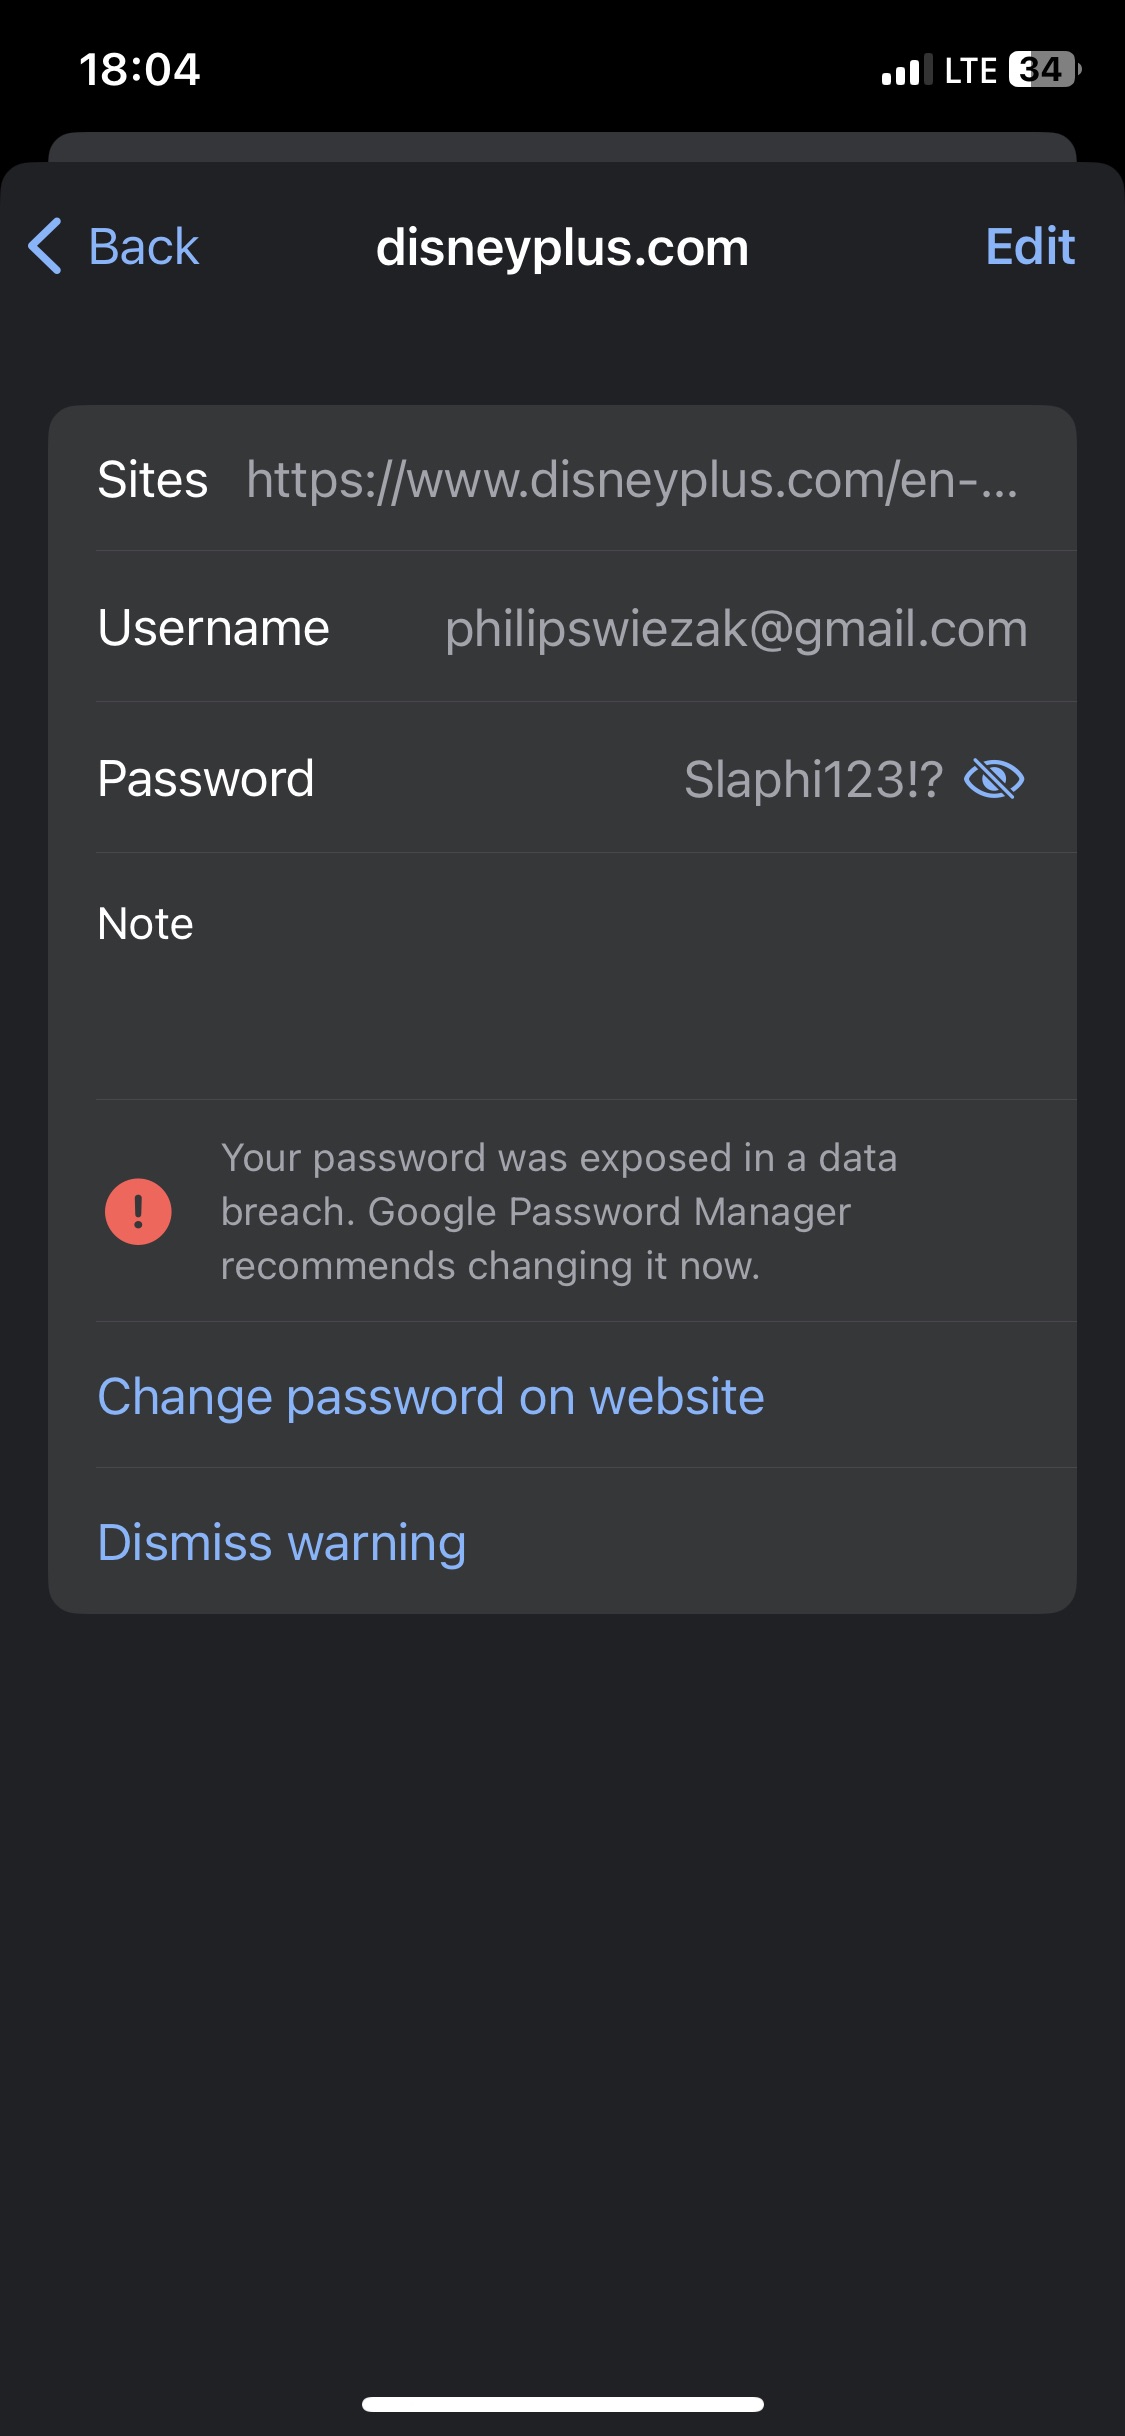 18:04 LTE 34
Back disneyplus.com Edit
Sites https://www.disneyplus.com/en-...
Username philipswiezak@gmail.com
Password Slaphi123!?
Note
Your password was exposed in a data
breach. Google Password Manager
recommends changing it now.
Change password on website
Dismiss warning